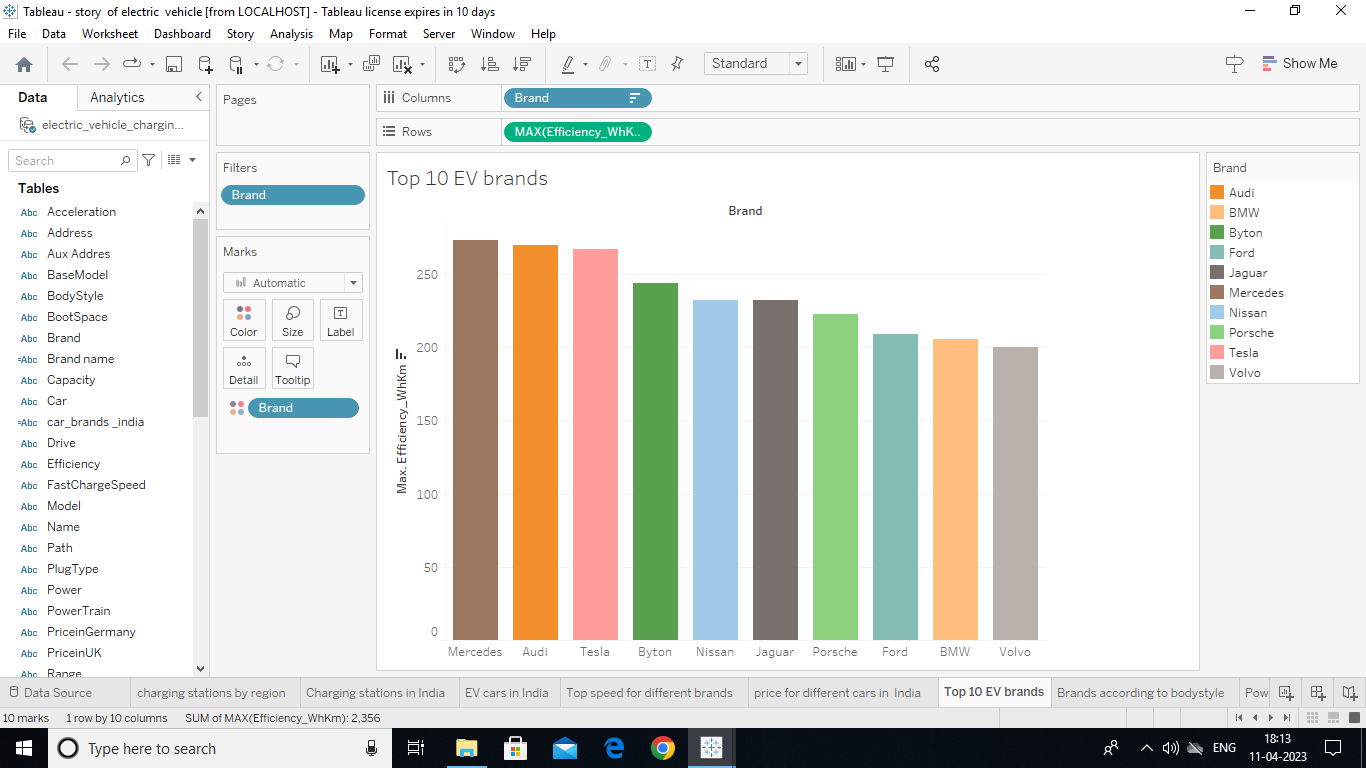 Tableau - story  of electric  vehicle [from LOCALHOST] - Tableau license expires in 10 days
File Data Worksheet Dashboard Story Analysis Map Format Server Window Help
Standard
Show Me
Data Analytics
electric_vehicle_chargin...
Search
Tables
Abc Acceleration
Abc Address
Abc Aux Addres
Abc BaseModel
Abc BodyStyle
Abc BootSpace
Abc Brand
=Abc Brand name
Abc Capacity
Abc Car
=Abc car_brands _india
Abc Drive
Abc Efficiency
Abc FastChargeSpeed
Abc Model
Abc Name
Abc Path
Abc PlugType
Abc Power
Abc PowerTrain
Abc PriceinGermany
Abc PriceinUK
Abc Range
Pages
Filters
Brand
Marks
Automatic
Color Size Label
Detail Tooltip
Brand
Columns Brand
Rows MAX(Efficiency_WhK..
Top 10 EV brands
Brand
Max. Efficiency_WhKm
250
200
150
100
50
0
Mercedes Audi Tesla Byton Nissan Jaguar Porsche Ford BMW Volvo
Brand
Audi
BMW
Byton
Ford
Jaguar
Mercedes
Nissan
Porsche
Tesla
Volvo
Data Source charging stations by region Charging stations in India EV cars in India Top speed for different brands price for different cars in  India Top 10 EV brands Brands according to bodystyle Pow
10 marks 1 row by 10 columns SUM of MAX(Efficiency_WhKm): 2,356
Type here to search
ENG
18:13
11-04-2023